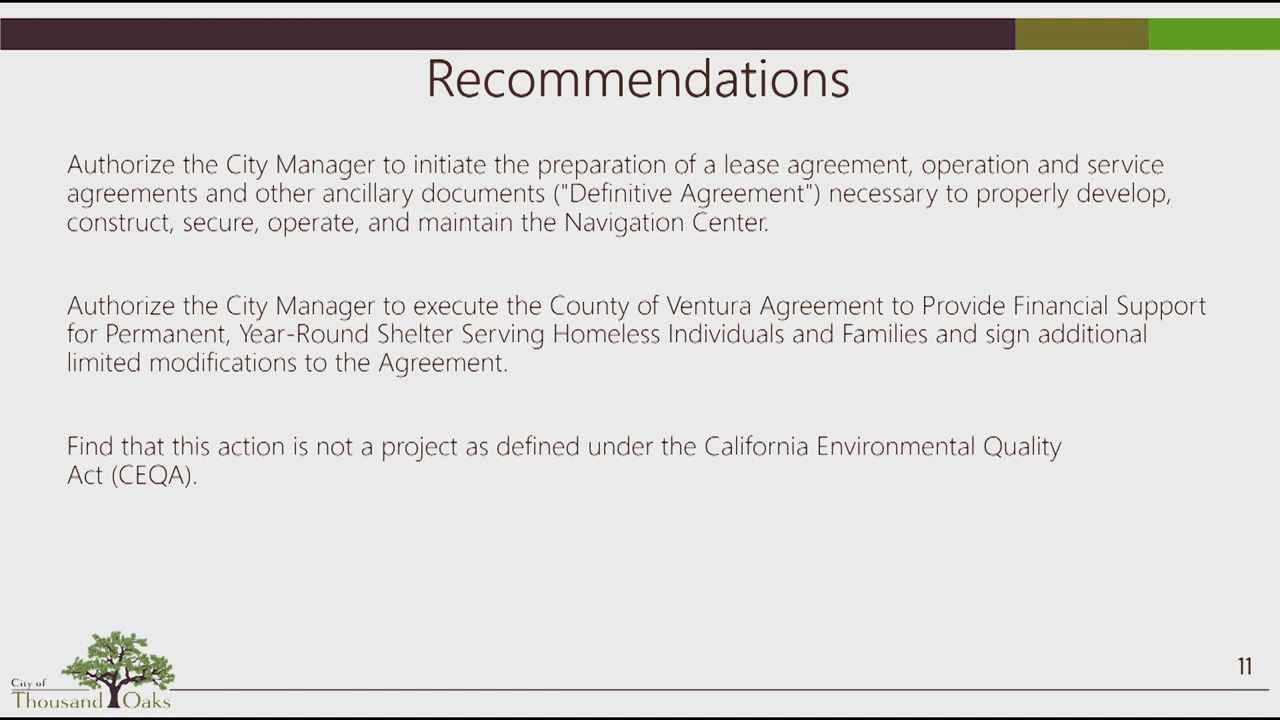 Recommendations
Authorize the City Manager to initiate the preparation of a lease agreement, operation and service
agreements and other ancillary documents ("Definitive Agreement") necessary to properly develop,
construct, secure, operate, and maintain the Navigation Center.
Authorize the City Manager to execute the County of Ventura Agreement to Provide Financial Support
for Permanent, Year-Round Shelter Serving Homeless Individuals and Families and sign additional
limited modifications to the Agreement.
Find that this action is not a project as defined under the California Environmental Quality
Act (CEQA).
11
City of
Thousand Oaks